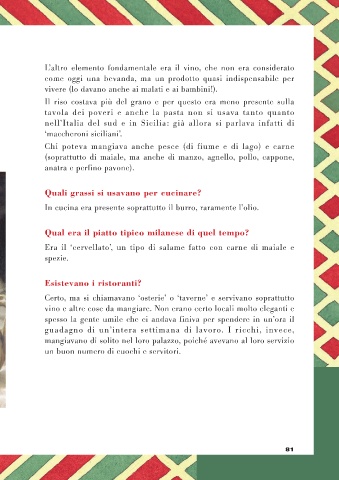 L'altro elemento fondamentale era il vino, che non era considerato
come oggi una bevanda, ma un prodotto quasi indispensabile per
vivere (lo davano anche ai malati e ai bambini!).
Il riso costava più del grano e per questo era meno presente sulla
tavola dei poveri e anche la pasta non si usava tanto quanto
nell'Italia del sud e in Sicilia: già allora si parlava infatti di
'maccheroni siciliani'.
Chi poteva mangiava anche pesce (di fiume e di lago) e carne
(soprattutto di maiale, ma anche di manzo, agnello, pollo, cappone,
anatra e perfino pavone).
Quali grassi si usavano per cucinare?
In cucina era presente soprattutto il burro, raramente l'olio.
Qual era il piatto tipico milanese di quel tempo?
Era il 'cervellato', un tipo di salame fatto con carne di maiale e
spezie.
Esistevano i ristoranti?
Certo, ma si chiamavano 'osterie' o 'taverne' e servivano soprattutto
vino e altre cose da mangiare. Non erano certo locali molto eleganti e
spesso la gente umile che ci andava finiva per spendere in un'ora il
guadagno di un'intera settimana di lavoro. I ricchi, invece,
mangiavano di solito nel loro palazzo, poiché avevano al loro servizio
un buon numero di cuochi e servitori.
81